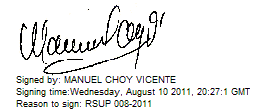 Signed by: MANUEL CHOY VICENTE
Signing time:Wednesday, August 10 2011, 20:27:1 GMT
Reason to sign: RSUP 008-2011